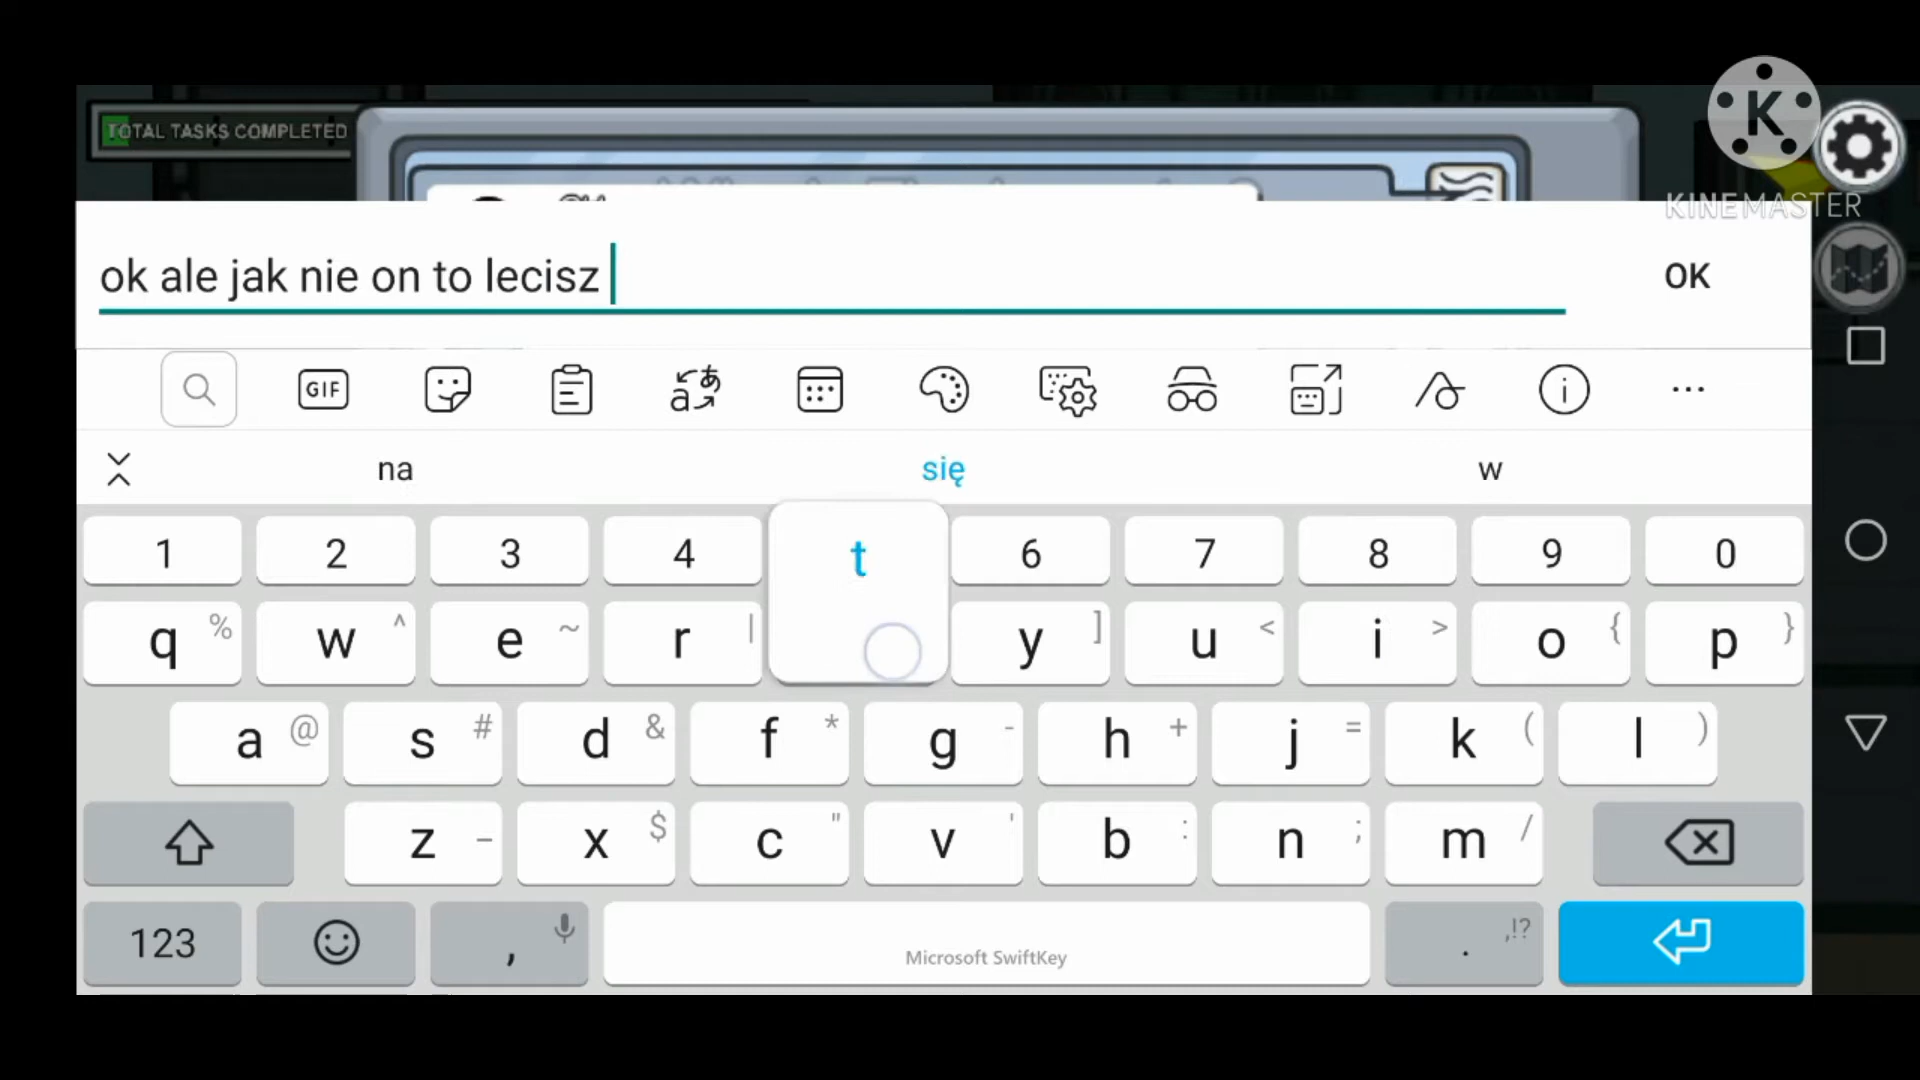 TOTAL TASKS COMPLETED
K
KINEMASTER
ok ale jak nie on to lecisz
OK
GIF
na się w
1 2 3 4 t 6 7 8 9 0
q % w ^ e ~ r | y ] u < i > o { p }
a @ s # d & f * g - h + j = k ( l )
z _ x $ c " v ' b : n ; m /
123 , Microsoft SwiftKey . ,!?